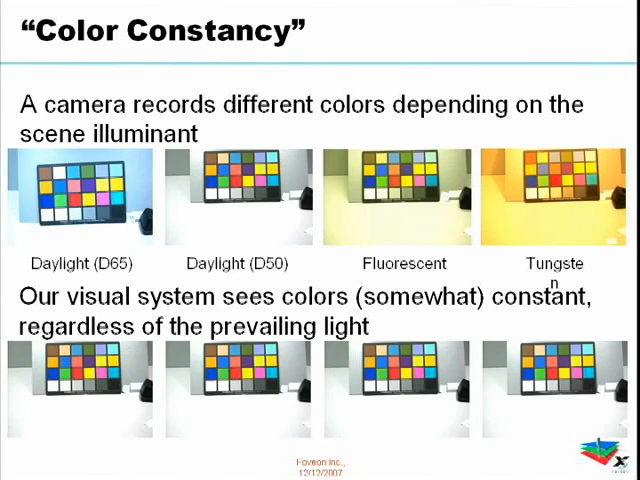 “Color Constancy”
A camera records different colors depending on the
scene illuminant
Daylight (D65)
Daylight (D50)
Fluorescent
Tungste
n
Our visual system sees colors (somewhat) constant,
regardless of the prevailing light
Foveon Inc.,
12/12/2007